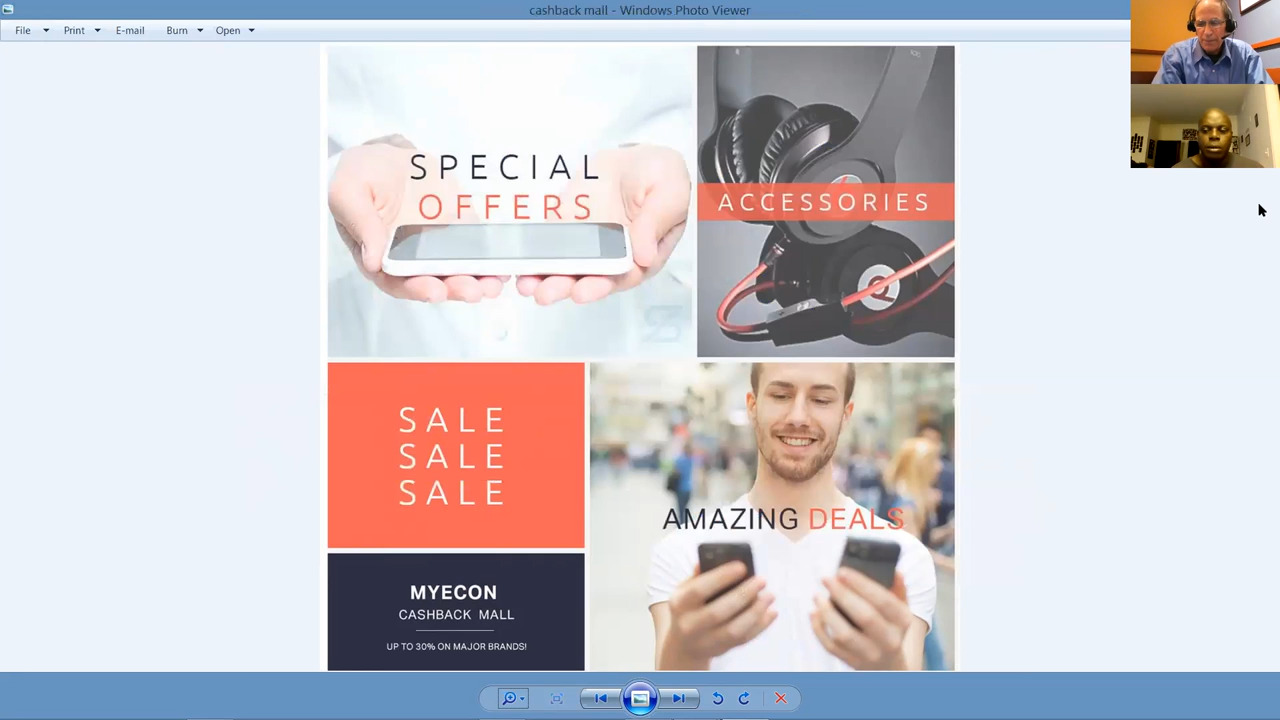 cashback mall - Windows Photo Viewer
File
Print
E-mail
Burn
Open
SPECIAL
OFFERS
ACCESSORIES
SALE
SALE
SALE
AMAZING DEALS
MYECON
CASHBACK MALL
UP TO 30% ON MAJOR BRANDS!